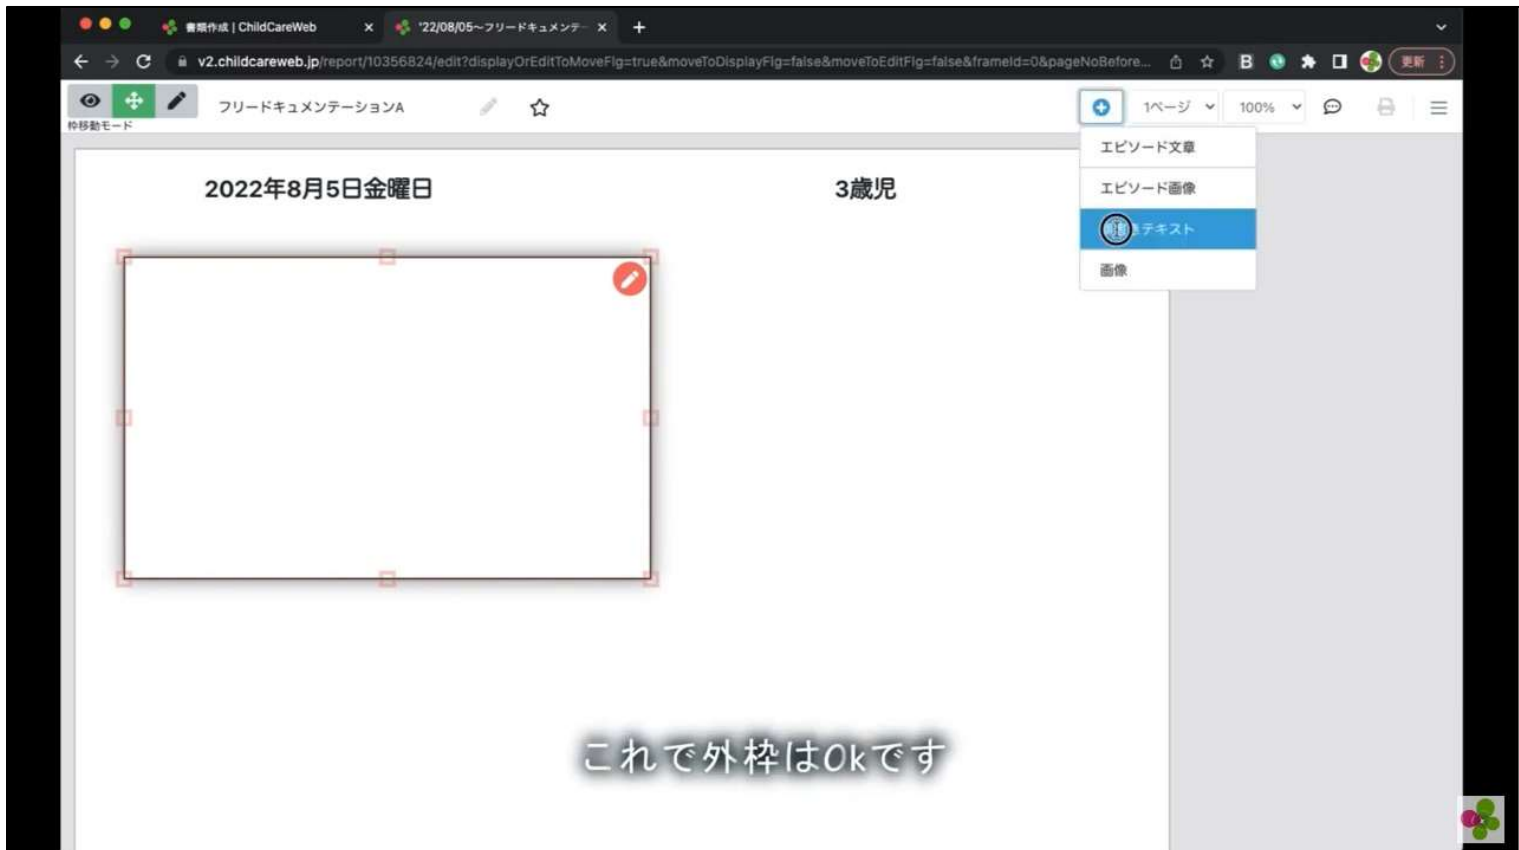 書類作成 | ChildCareWeb
'22/08/05〜フリードキュメンテー
v2.childcareweb.jp/report/10356824/edit?displayOrEditToMoveFlg=true&moveToDisplayFlg=false&moveToEditFlg=false&frameId=0&pageNoBefore...
B
更新
枠移動モード
フリードキュメンテーションA
1ページ
100%
エピソード文章
エピソード画像
テキスト
画像
2022年8月5日金曜日
3歳児
これで外枠はOkです